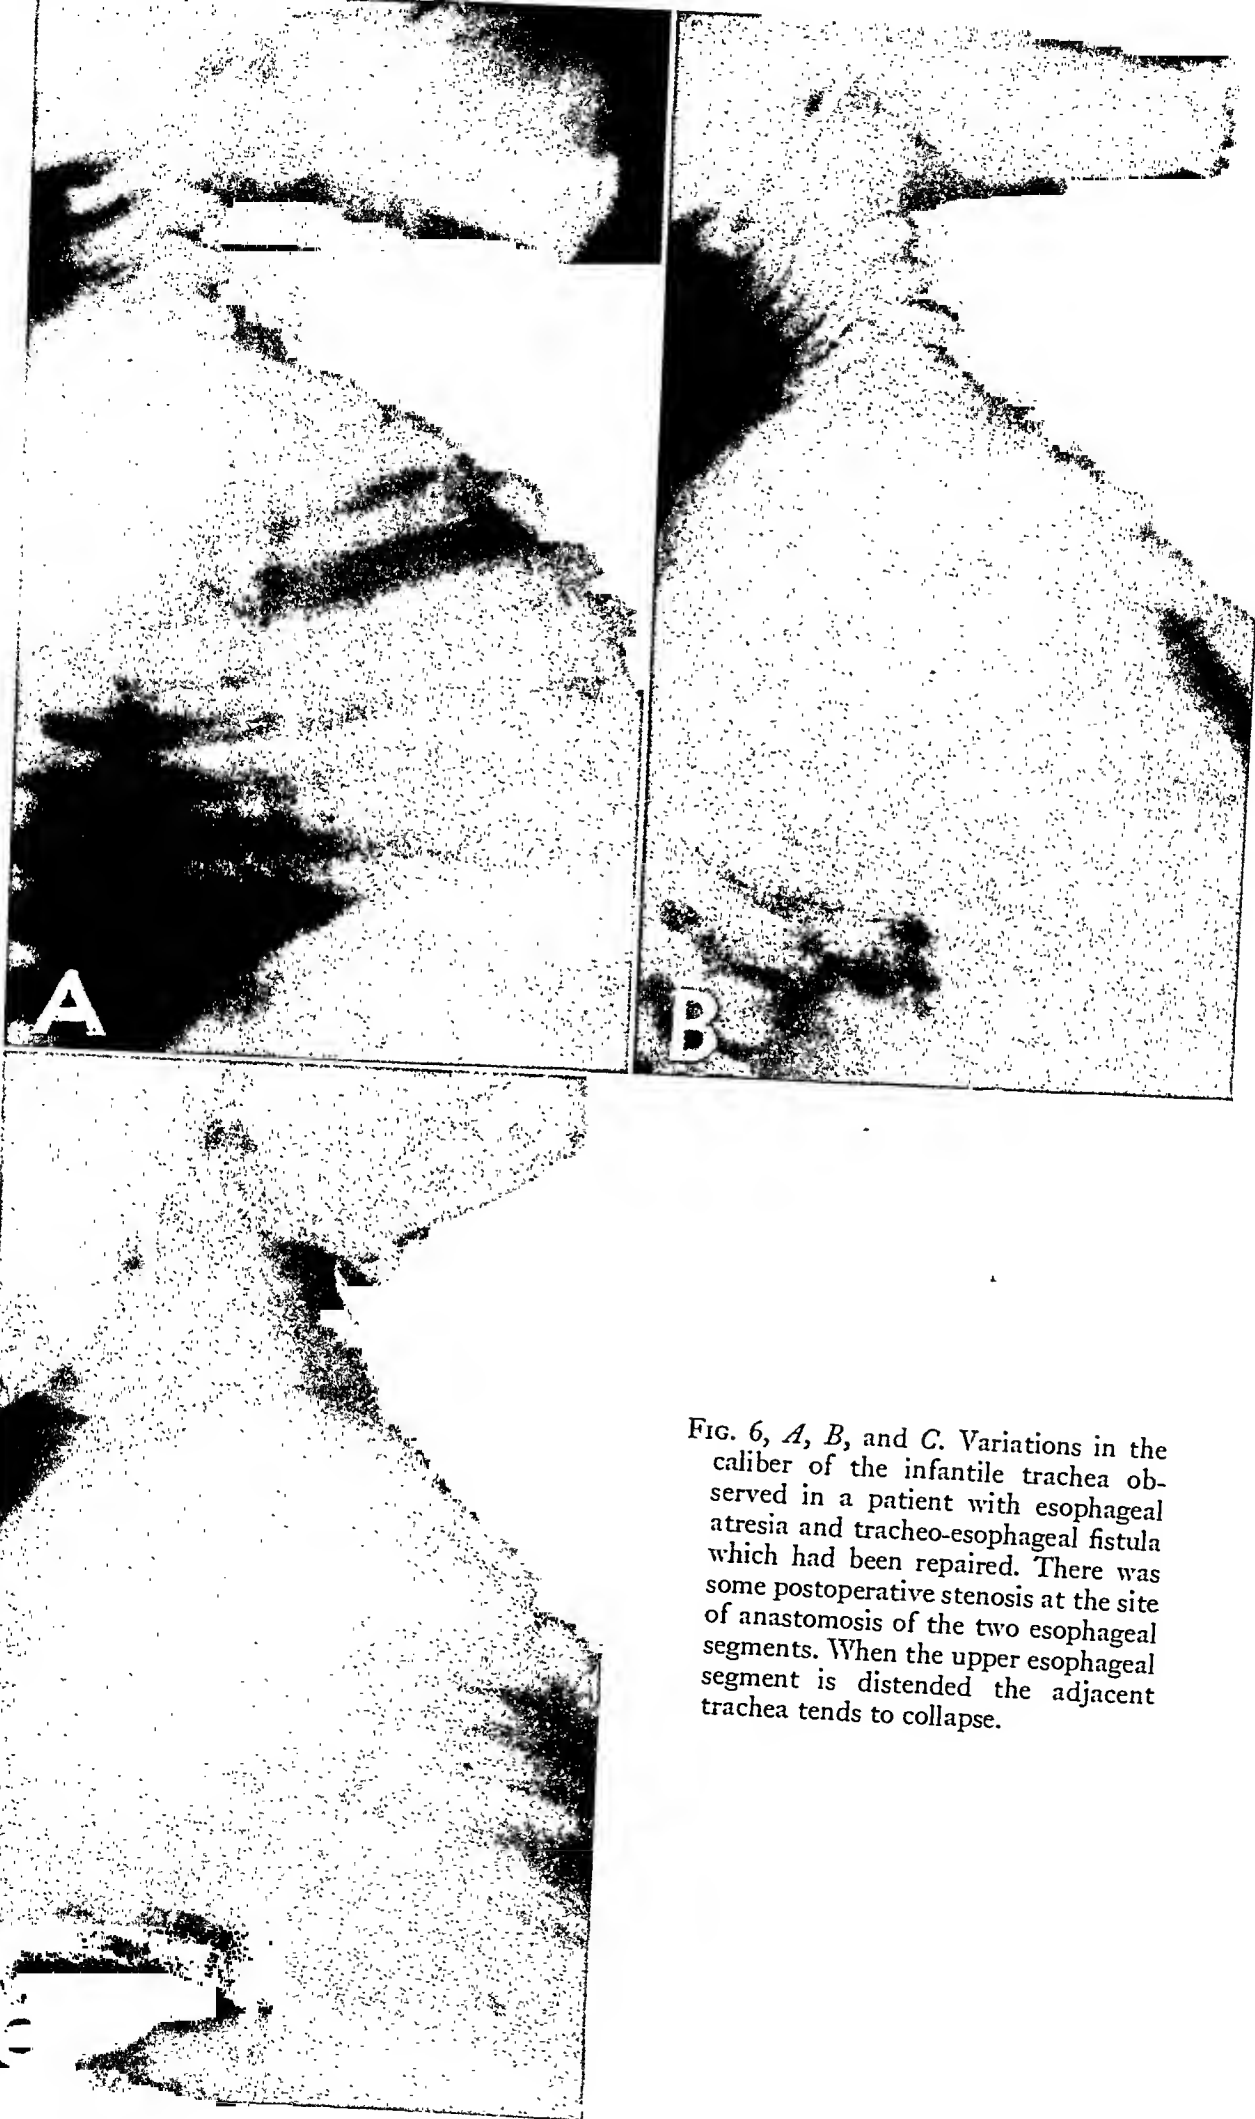 A
B
FIG. 6, A, B, and C. Variations in the
caliber of the infantile trachea ob-
served in a patient with esophageal
atresia and tracheo-esophageal fistula
which had been repaired. There was
some postoperative stenosis at the site
of anastomosis of the two esophageal
segments. When the upper esophageal
segment is distended the adjacent
trachea tends to collapse.